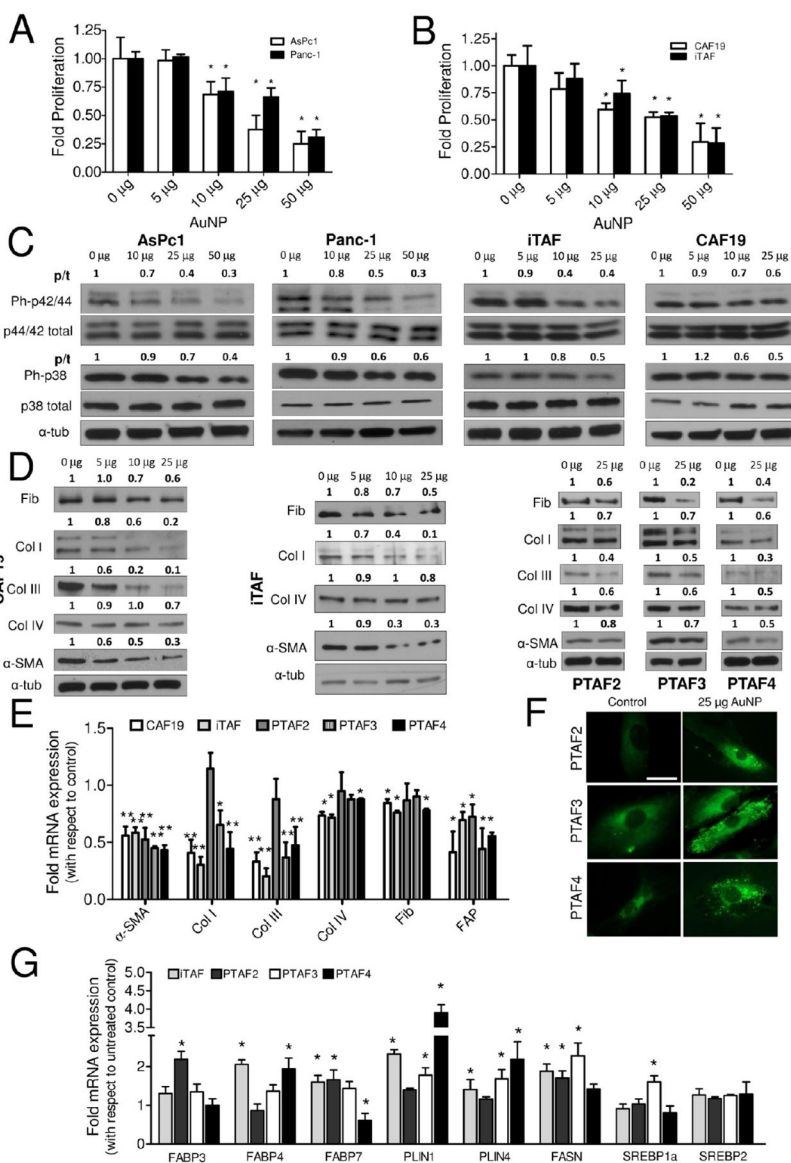 A
AsPc1
Panc-1
Fold Proliferation
1.25
1.00
0.75
0.50
0.25
0.00
* * * * * *
0 µg 5 µg 10 µg 25 µg 50 µg
AuNP
B
CAF19
iTAF
Fold Proliferation
1.25
1.00
0.75
0.50
0.25
0.00
* * * * * *
0 µg 5 µg 10 µg 25 µg 50 µg
AuNP
C
AsPc1 Panc-1 iTAF CAF19
0 µg 10 µg 25 µg 50 µg 0 µg 10 µg 25 µg 50 µg 0 µg 5 µg 10 µg 25 µg 0 µg 5 µg 10 µg 25 µg
p/t 1 0.7 0.4 0.3 1 0.8 0.5 0.3 1 0.9 0.4 0.4 1 0.9 0.7 0.6
Ph-p42/44
p44/42 total
p/t 1 0.9 0.7 0.4 1 0.9 0.6 0.6 1 1 0.8 0.5 1 1.2 0.6 0.5
Ph-p38
p38 total
α-tub
D
0 µg 5 µg 10 µg 25 µg
1 1.0 0.7 0.6
Fib
1 0.8 0.6 0.2
Col I
1 0.6 0.2 0.1
Col III
1 0.9 1.0 0.7
Col IV
1 0.6 0.5 0.3
α-SMA
α-tub
iTAF
0 µg 5 µg 10 µg 25 µg
1 0.8 0.7 0.5
Fib
1 0.7 0.4 0.1
Col I
1 0.9 1 0.8
Col IV
1 0.9 0.3 0.3
α-SMA
α-tub
0 µg 25 µg 0 µg 25 µg 0 µg 25 µg
1 0.6 1 0.2 1 0.4
Fib
1 0.7 1 0.7 1 0.6
Col I
1 0.4 1 0.5 1 0.3
Col III
1 0.6 1 0.6 1 0.5
Col IV
1 0.8 1 0.7 1 0.5
α-SMA
α-tub
PTAF2 PTAF3 PTAF4
E
CAF19 iTAF PTAF2 PTAF3 PTAF4
Fold mRNA expression
(with respect to control)
1.5
1.0
0.5
0.0
α-SMA Col I Col III Col IV Fib FAP
F
Control 25 µg AuNP
PTAF2
PTAF3
PTAF4
G
iTAF PTAF2 PTAF3 PTAF4
Fold mRNA expression
(with respect to untreated control)
5.0
4.5
4.0
3.5
2
1
0
FABP3 FABP4 FABP7 PLIN1 PLIN4 FASN SREBP1a SREBP2